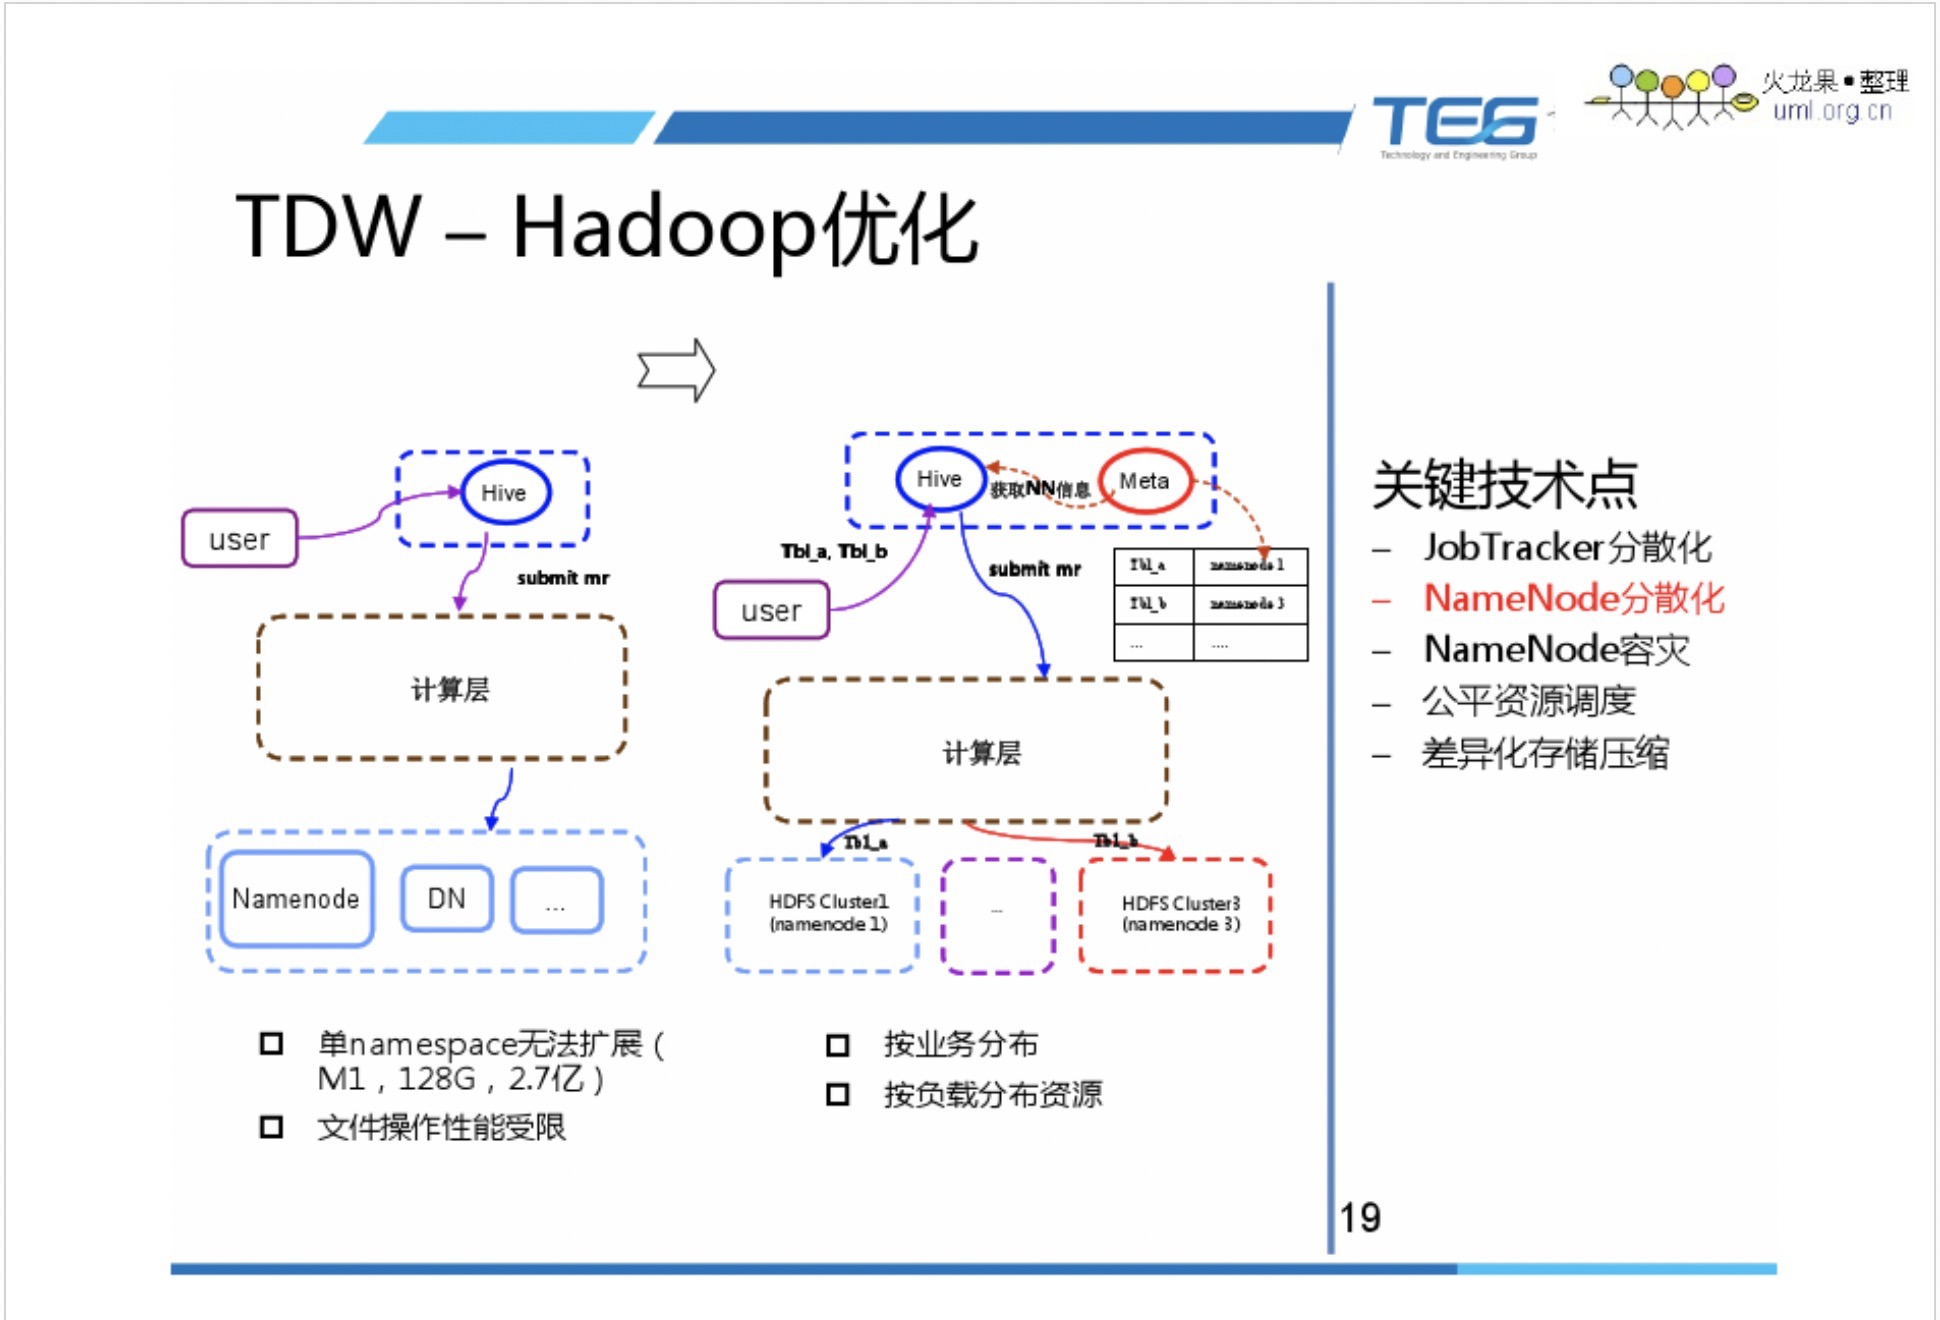 火龙果•整理
uml.org.cn
TEG
Technology and Engineering Group
TDW – Hadoop优化
Hive
user
submit mr
计算层
Namenode
DN
...
单namespace无法扩展（
M1，128G，2.7亿）
文件操作性能受限
Hive
获取NN信息
Meta
Tbl_a, Tbl_b
user
submit mr
Tbl_a namenode 1
Tbl_b namenode 3
... ....
计算层
Tbl_a
Tbl_b
HDFS Cluster1
(namenode 1)
...
HDFS Cluster3
(namenode 3)
按业务分布
按负载分布资源
关键技术点
– JobTracker分散化
– NameNode分散化
– NameNode容灾
– 公平资源调度
– 差异化存储压缩
19